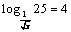 log_{1/√5} 25 = 4